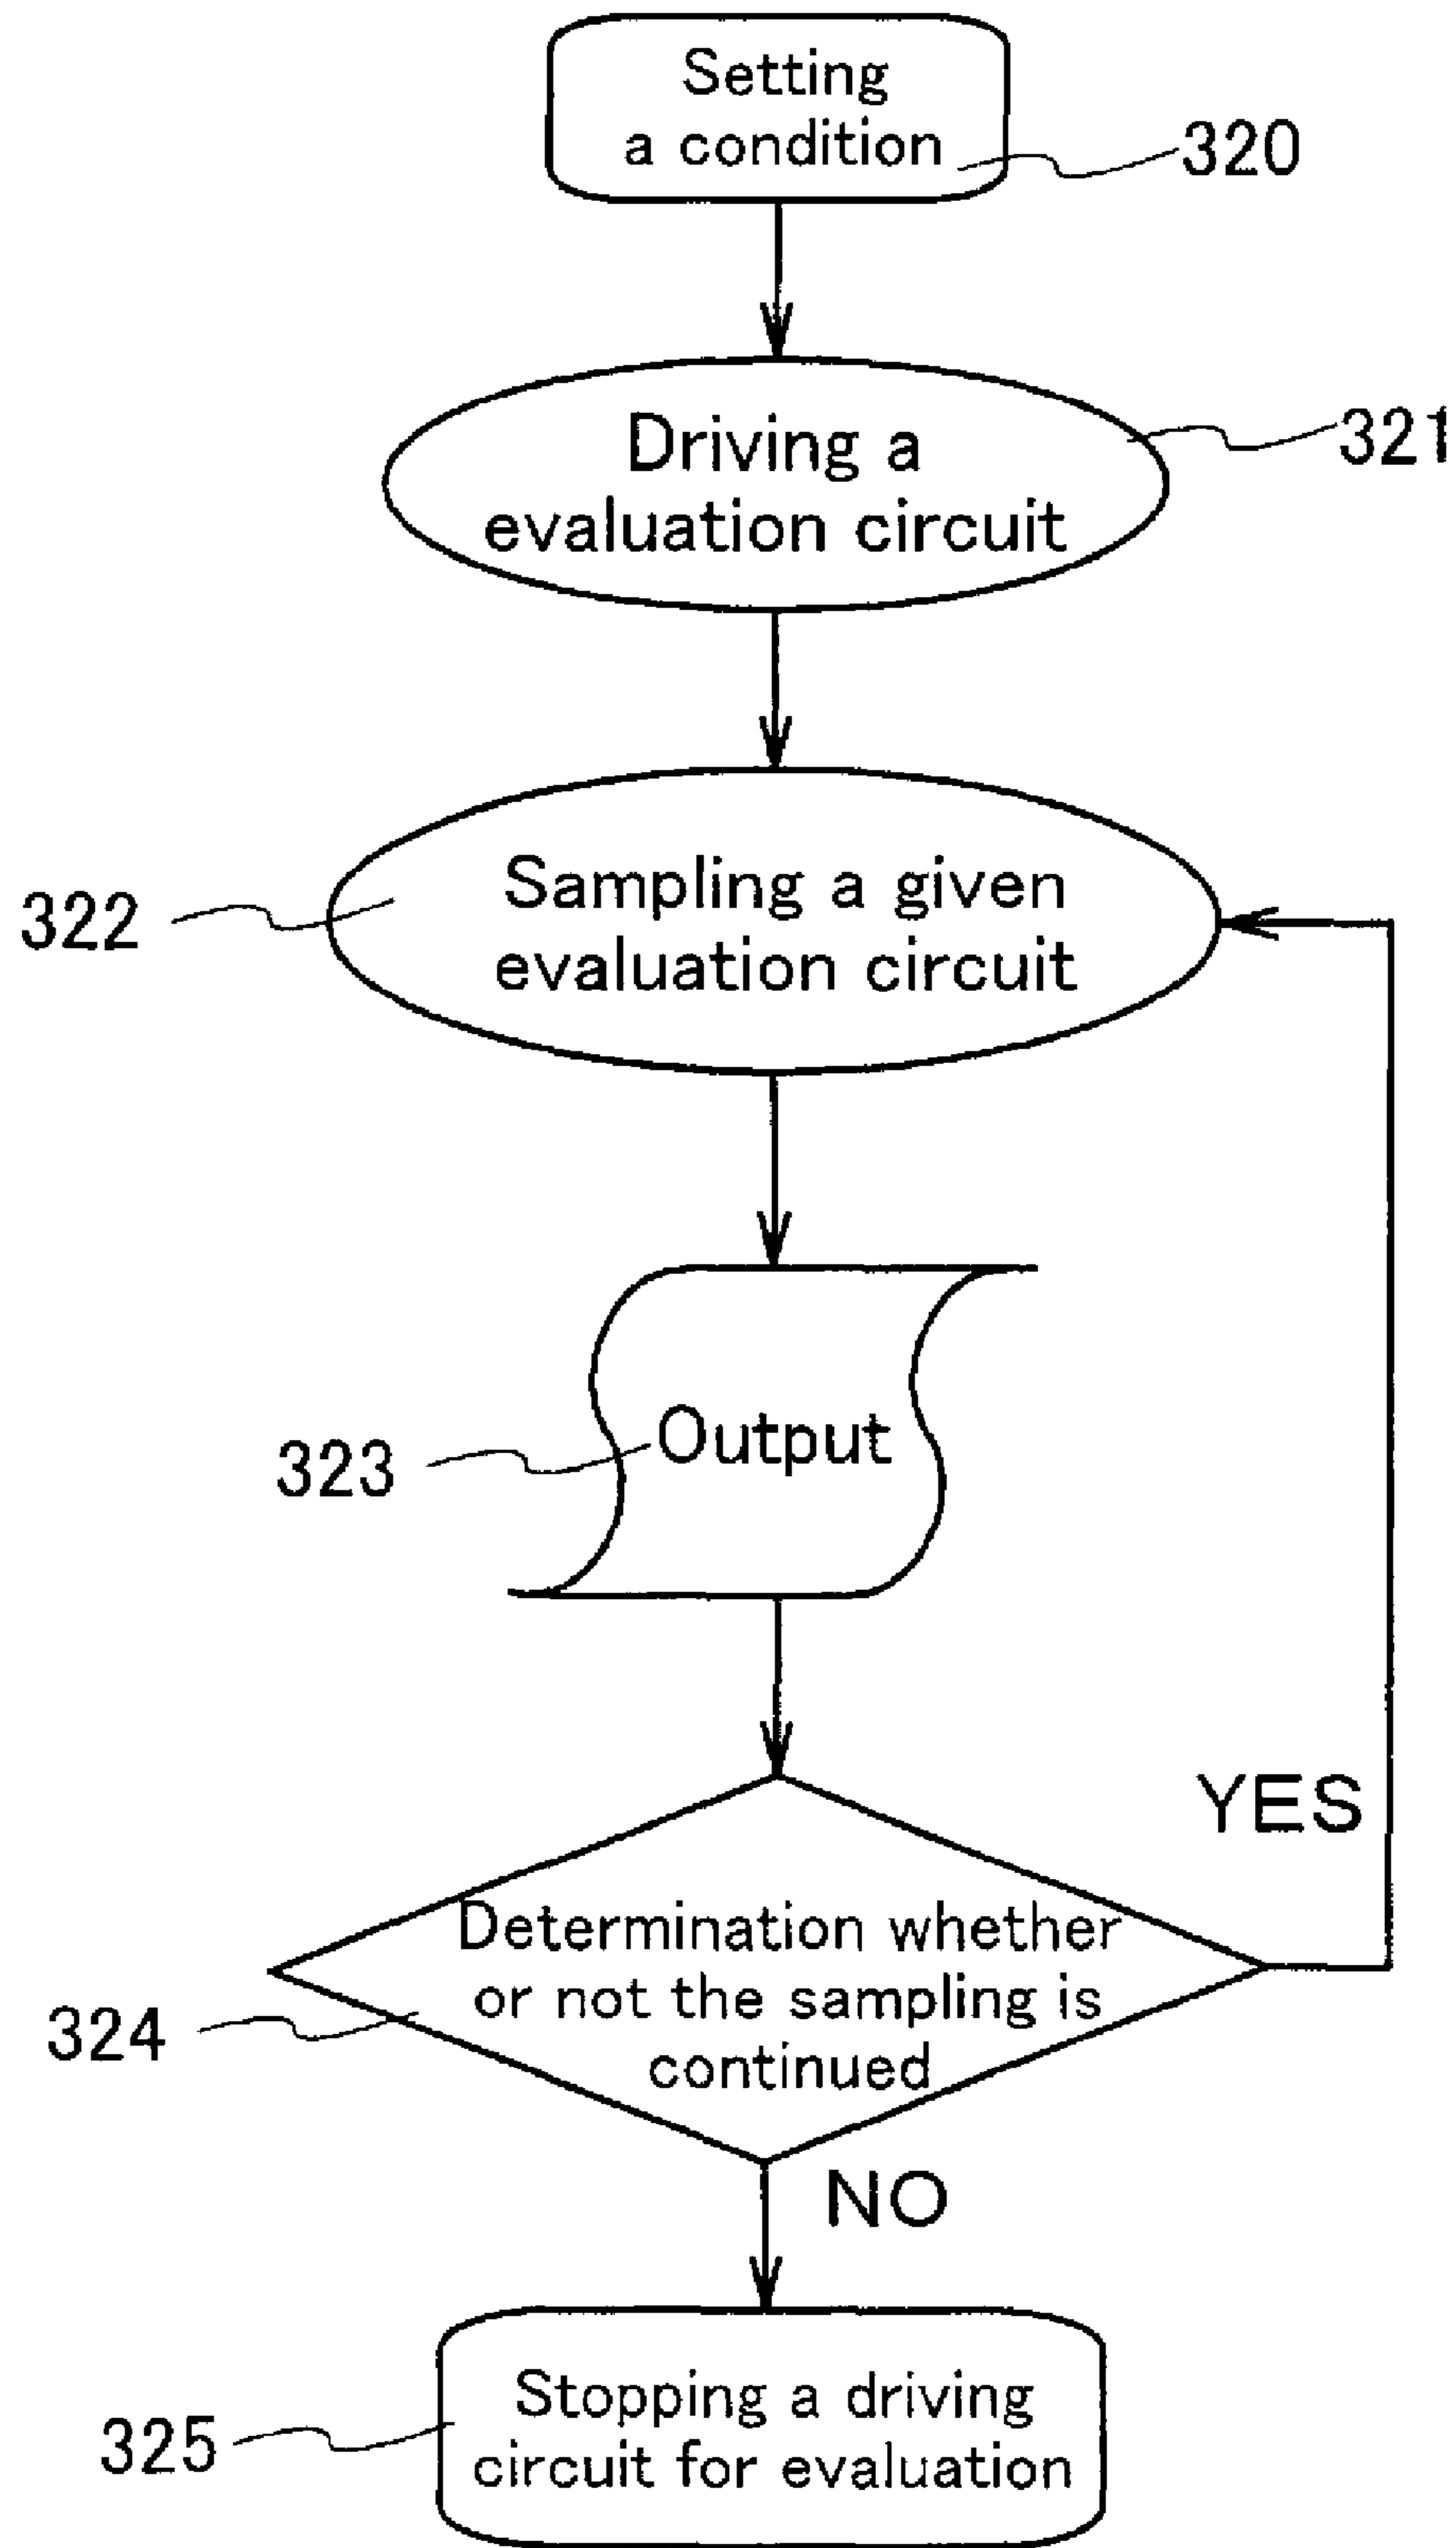 Setting
a condition
320
Driving a
evaluation circuit
321
322
Sampling a given
evaluation circuit
323
Output
YES
Determination whether
or not the sampling is
continued
324
NO
Stopping a driving
circuit for evaluation
325